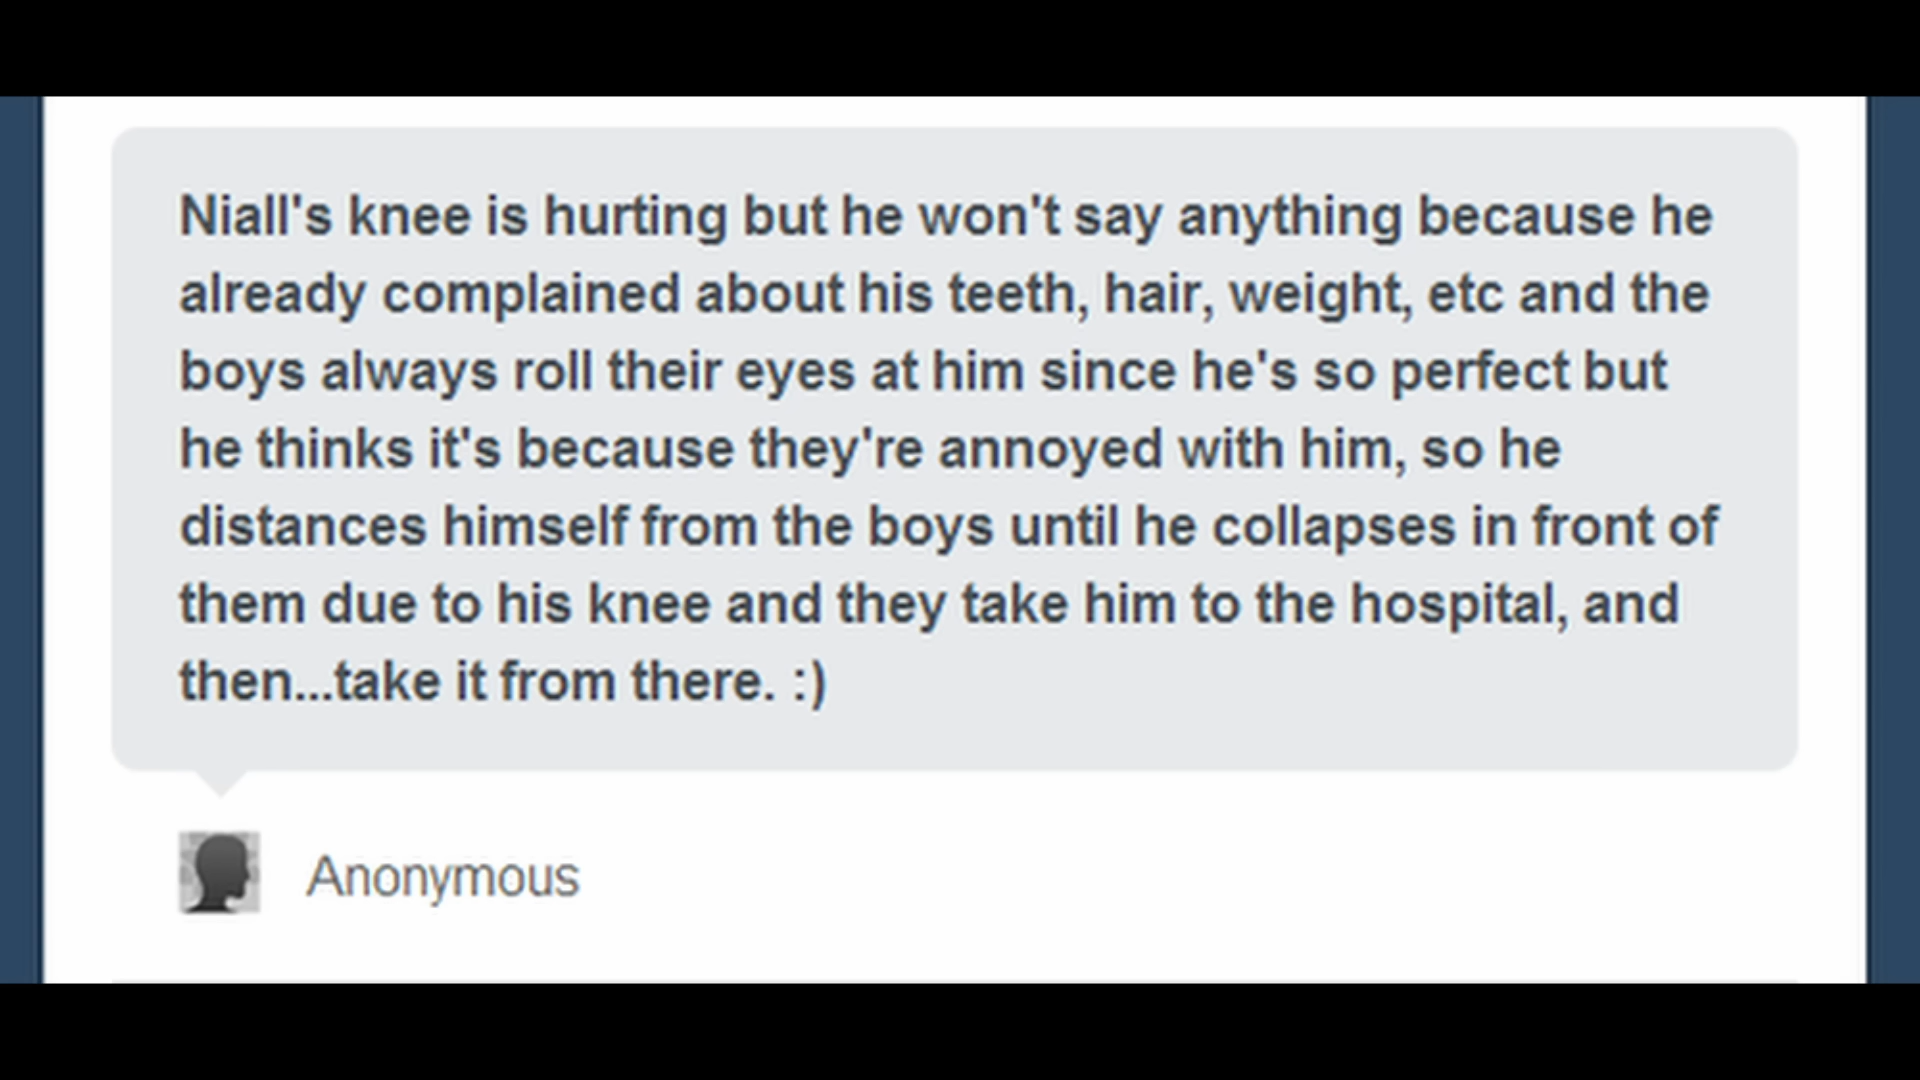 Niall's knee is hurting but he won't say anything because he
already complained about his teeth, hair, weight, etc and the
boys always roll their eyes at him since he's so perfect but
he thinks it's because they're annoyed with him, so he
distances himself from the boys until he collapses in front of
them due to his knee and they take him to the hospital, and
then...take it from there. :)
Anonymous